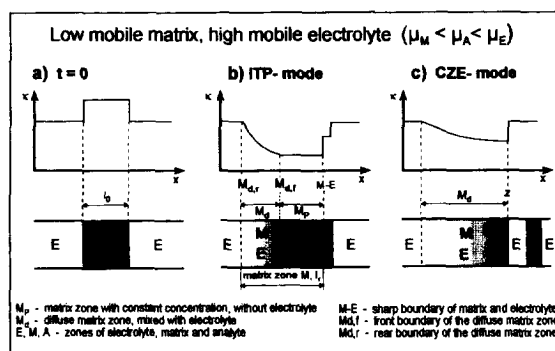 Low mobile matrix, high mobile electrolyte (μM < μA < μE)
a) t = 0
b) ITP- mode
c) CZE- mode
κ
κ
κ
x
x
x
l0
Md,r
Md,f
M-E
Md
Mp
Md
z
E
E
M
E
E
E
M
E
E
E
matrix zone M, lr
Mp - matrix zone with constant concentration, without electrolyte
Md - diffuse matrix zone, mixed with electrolyte
E, M, A - zones of electrolyte, matrix and analyte
M-E - sharp boundary of matrix and electrolyte
Md,f - front boundary of the diffuse matrix zone
Md,r - rear boundary of the diffuse matrix zone